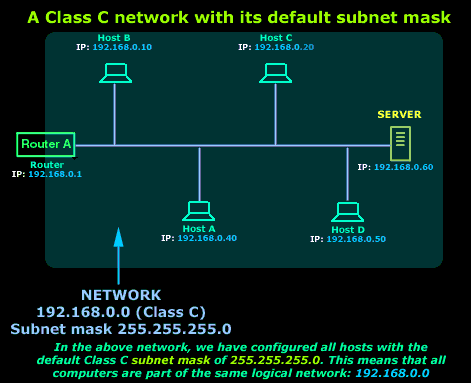 A Class C network with its default subnet mask
Host B
IP: 192.168.0.10
Host C
IP: 192.168.0.20
SERVER
Router A
Router
IP: 192.168.0.1
IP: 192.168.0.60
Host A
IP: 192.168.0.40
Host D
IP: 192.168.0.50
NETWORK
192.168.0.0 (Class C)
Subnet mask 255.255.255.0
In the above network, we have configured all hosts with the
default Class C subnet mask of 255.255.255.0. This means that all
computers are part of the same logical network: 192.168.0.0